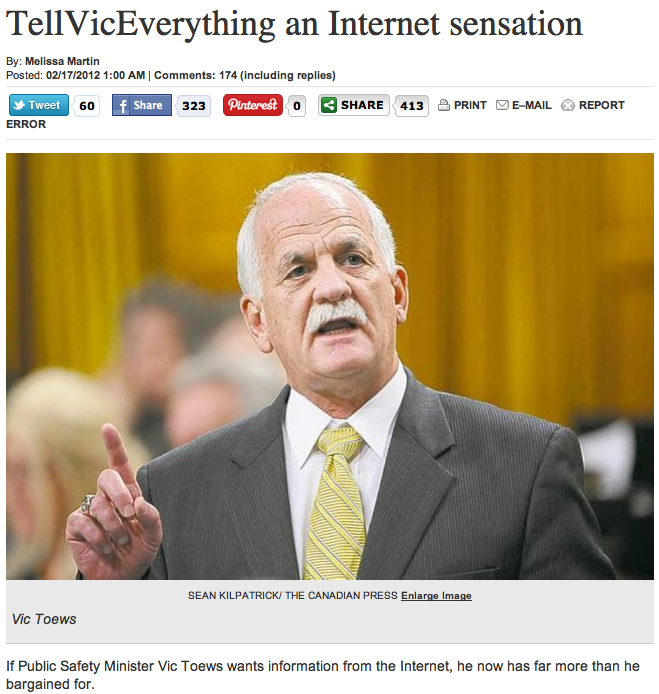 TellVicEverything an Internet sensation
By: Melissa Martin
Posted: 02/17/2012 1:00 AM | Comments: 174 (including replies)
Tweet 60 Share 323 Pinterest 0 SHARE 413 PRINT E–MAIL REPORT
ERROR
SEAN KILPATRICK/ THE CANADIAN PRESS Enlarge Image
Vic Toews
If Public Safety Minister Vic Toews wants information from the Internet, he now has far more than he
bargained for.